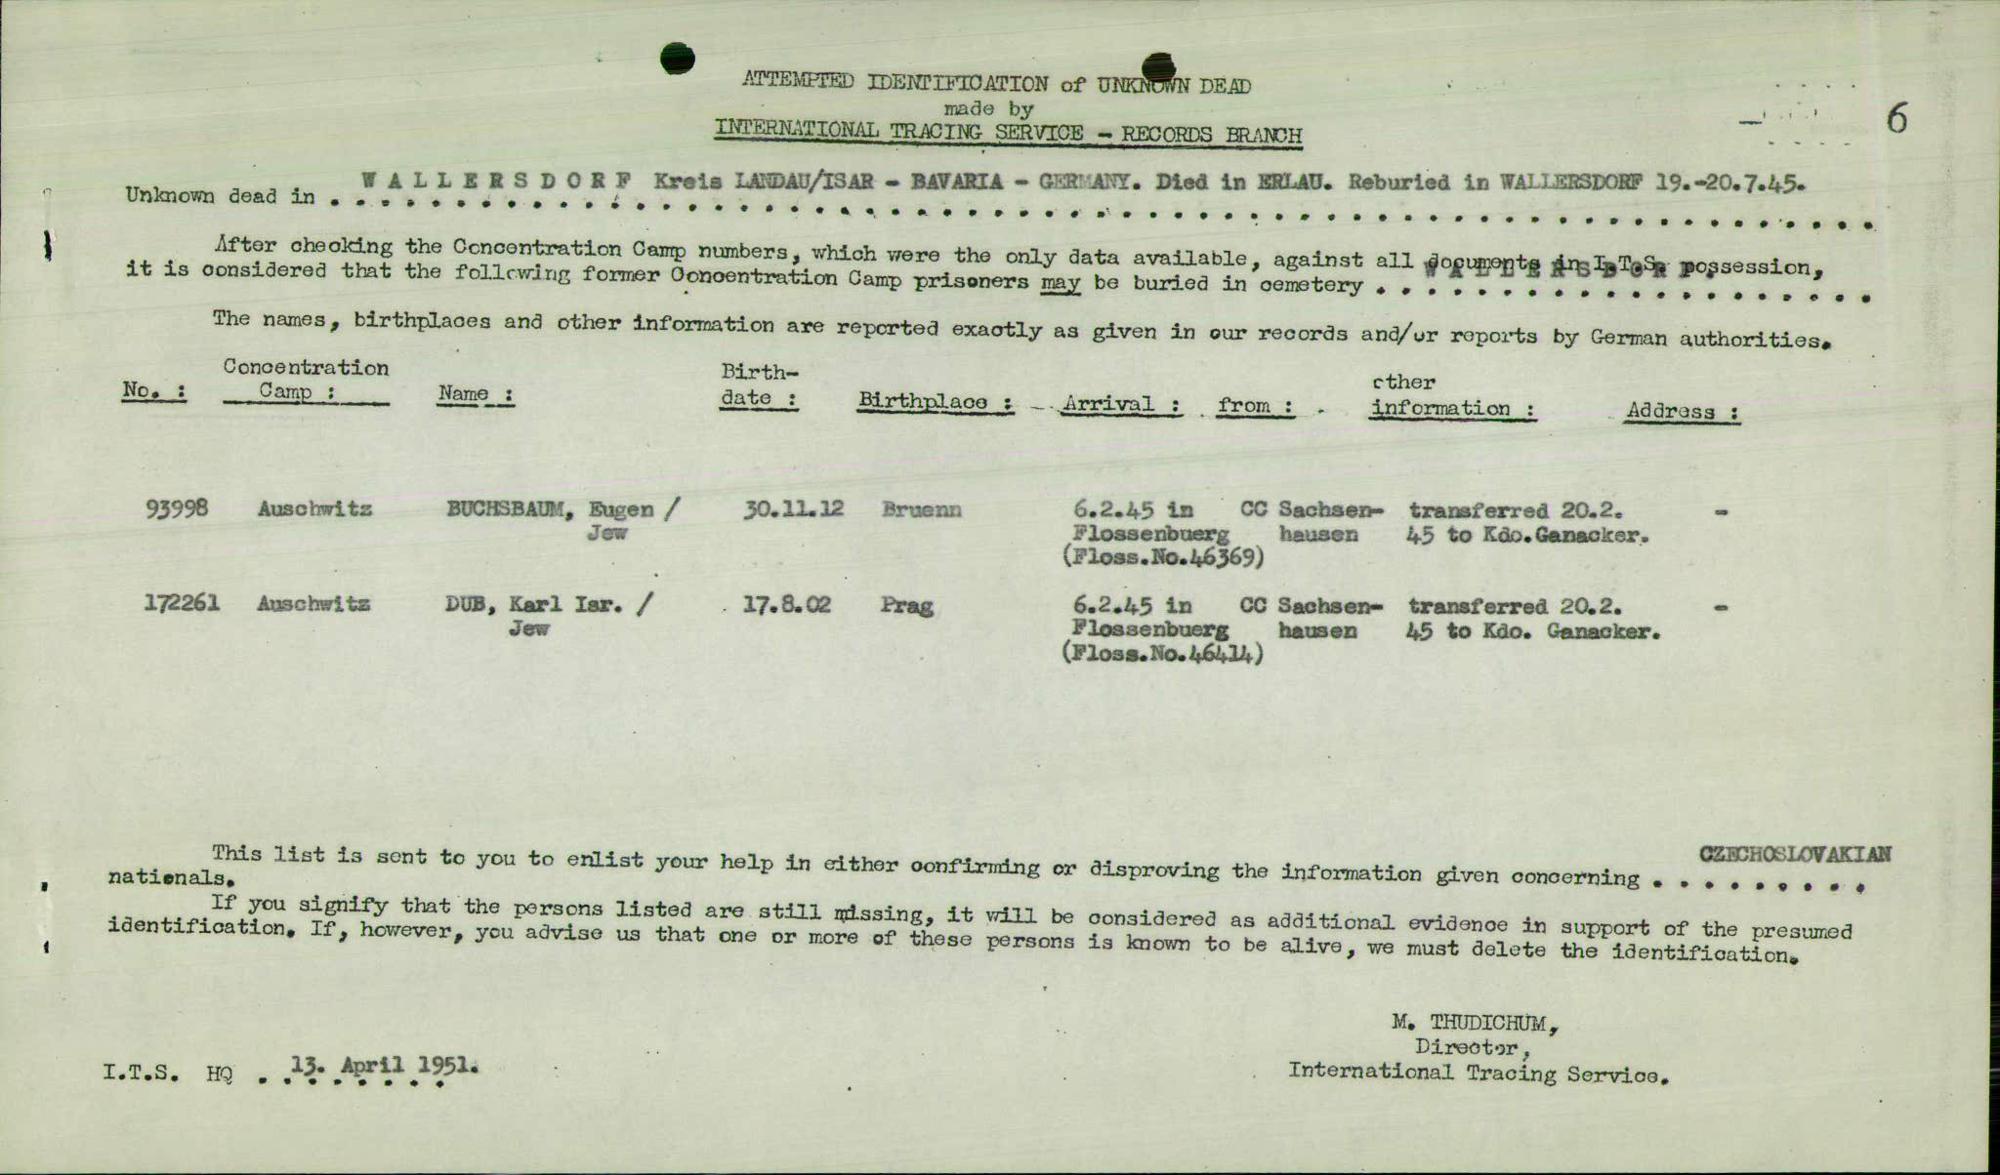 ATTEMPTED IDENTIFICATION of UNKNOWN DEAD
made by
INTERNATIONAL TRACING SERVICE - RECORDS BRANCH
6
Unknown dead in . WALLERSDORF Kreis LANDAU/ISAR - BAVARIA - GERMANY. Died in ERLAU. Reburied in WALLERSDORF 19.-20.7.45.
After checking the Concentration Camp numbers, which were the only data available, against all documents in I.T.S. possession,
it is considered that the following former Concentration Camp prisoners may be buried in cemetery . . . . . . . . . . . . . . . . . . . .
The names, birthplaces and other information are reported exactly as given in our records and/or reports by German authorities.
No. : Concentration Camp : Name : Birth-date : Birthplace : Arrival : from : other information : Address :
93998 Auschwitz BUCHSBAUM, Eugen / 30.11.12 Bruenn 6.2.45 in CC Sachsen- transferred 20.2. -
Jew Flossenbuerg hausen 45 to Kdo.Ganacker.
(Floss.No.46369)
172261 Auschwitz DUB, Karl Isr. / 17.8.02 Prag 6.2.45 in CC Sachsen- transferred 20.2. -
Jew Flossenbuerg hausen 45 to Kdo. Ganacker.
(Floss.No.46414)
This list is sent to you to enlist your help in either confirming or disproving the information given concerning . CZECHOSLOVAKIAN
nationals.
If you signify that the persons listed are still missing, it will be considered as additional evidence in support of the presumed
identification. If, however, you advise us that one or more of these persons is known to be alive, we must delete the identification.
M. THUDICHUM,
Director,
International Tracing Service.
I.T.S. HQ . 13. April 1951.